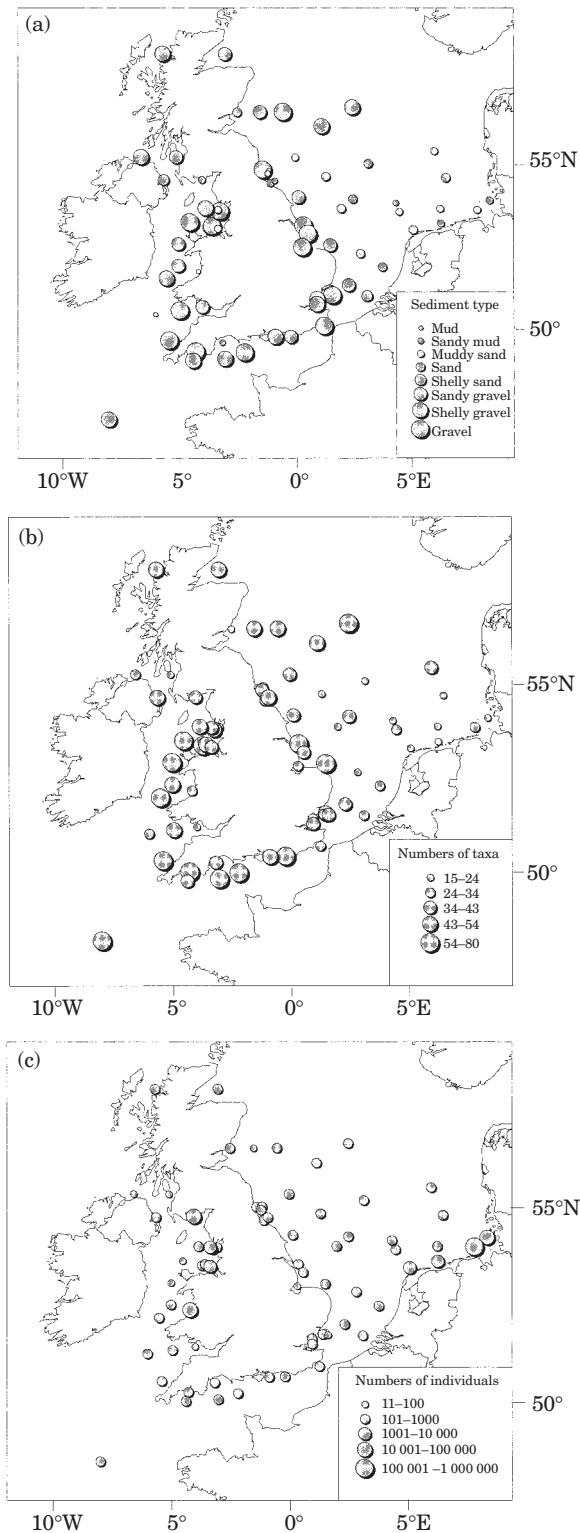 (a)
55°N
50°
Sediment type
Mud
Sandy mud
Muddy sand
Sand
Shelly sand
Sandy gravel
Shelly gravel
Gravel
10°W 5° 0° 5°E
(b)
55°N
50°N
Numbers of taxa
15–24
24–34
34–43
43–54
54–80
10°W 5° 0° 5°E
(c)
55°N
50°
Numbers of individuals
11–100
101–1000
1001–10 000
10 001–100 000
100 001 –1 000 000
10°W 5° 0° 5°E